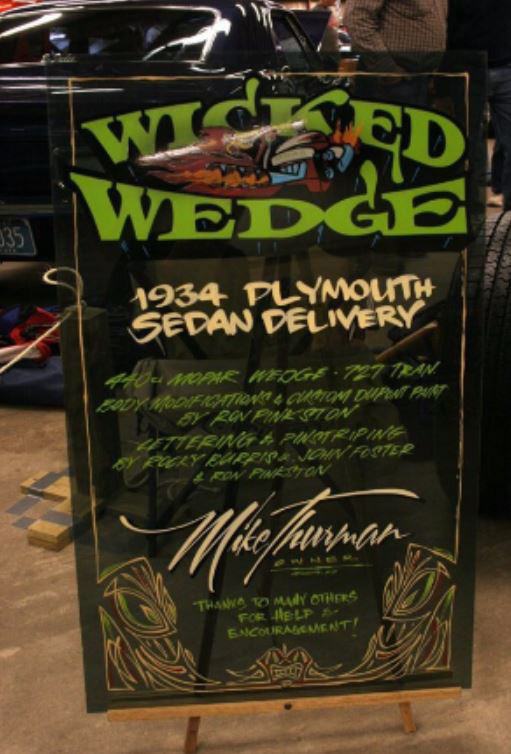 WICKED
WEDGE
1934 PLYMOUTH
SEDAN DELIVERY
440 MOPAR WEDGE - 727 TRAN.
BODY MODIFICATIONS & CUSTOM DUPONT PAINT
BY RON PINKSTON
LETTERING & PINSTRIPING
BY ROCKY BURRIS & JOHN FOSTER
& RON PINKSTON
Mike Thurman
OWNER
THANKS TO MANY OTHERS
FOR HELP &
ENCOURAGEMENT!
035